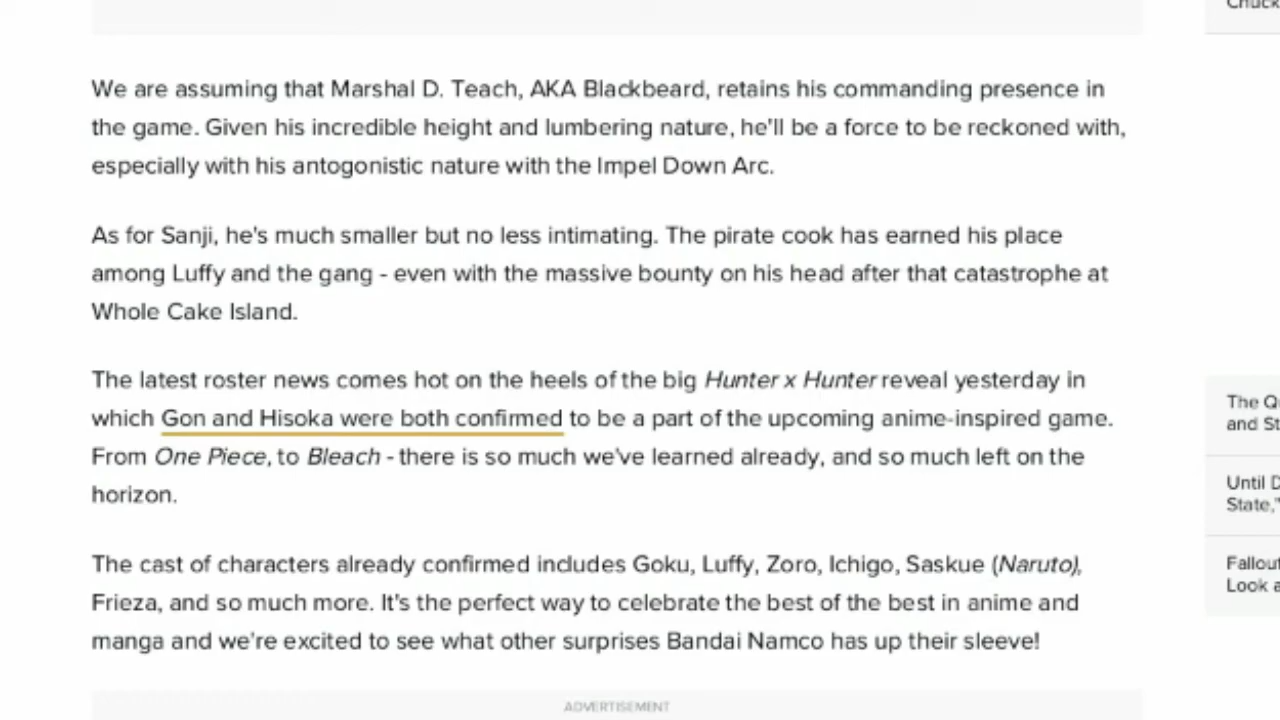 Chuck
We are assuming that Marshal D. Teach, AKA Blackbeard, retains his commanding presence in
the game. Given his incredible height and lumbering nature, he'll be a force to be reckoned with,
especially with his antogonistic nature with the Impel Down Arc.
As for Sanji, he's much smaller but no less intimating. The pirate cook has earned his place
among Luffy and the gang - even with the massive bounty on his head after that catastrophe at
Whole Cake Island.
The latest roster news comes hot on the heels of the big Hunter x Hunter reveal yesterday in
which Gon and Hisoka were both confirmed to be a part of the upcoming anime-inspired game.
From One Piece, to Bleach - there is so much we've learned already, and so much left on the
horizon.
The cast of characters already confirmed includes Goku, Luffy, Zoro, Ichigo, Saskue (Naruto),
Frieza, and so much more. It's the perfect way to celebrate the best of the best in anime and
manga and we're excited to see what other surprises Bandai Namco has up their sleeve!
ADVERTISEMENT
The Q
and St
Until D
State,"
Fallout
Look a